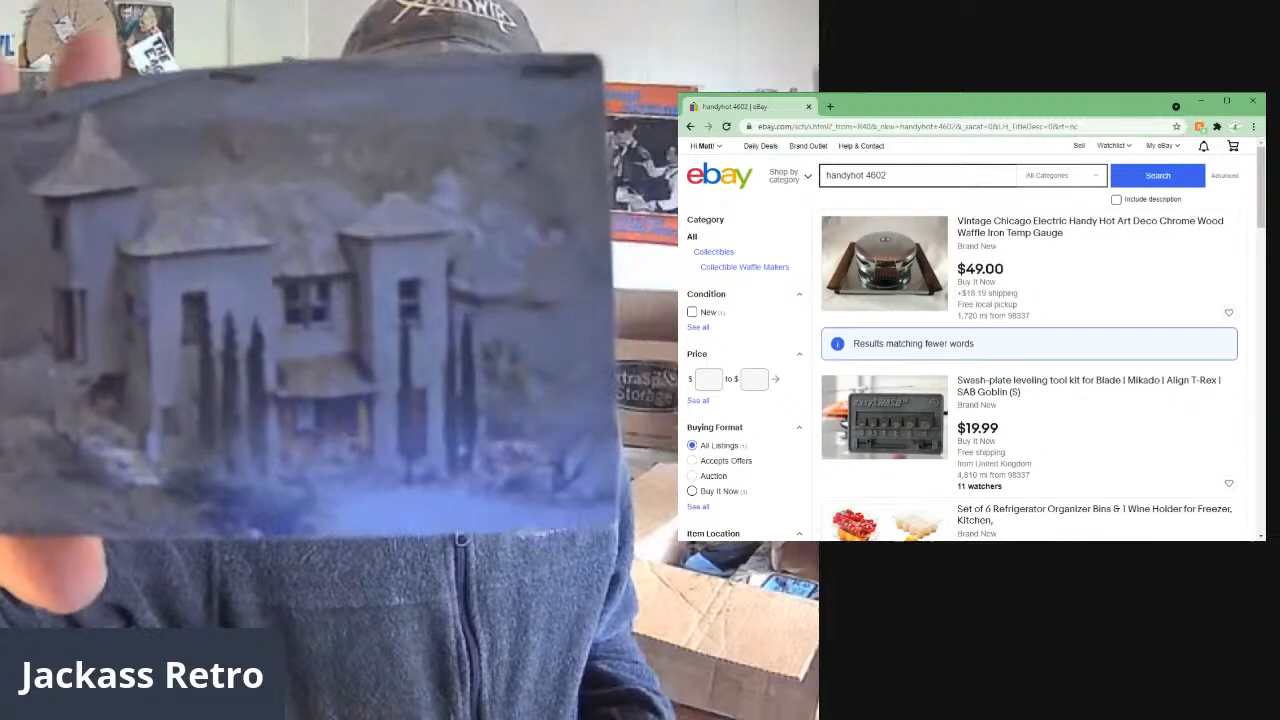 handyhot 4602 | eBay
ebay.com/sch/i.html?_from=R40&_nkw=handyhot+4602&_sacat=0&LH_TitleDesc=0&rt=nc
Hi Matt!
Daily Deals
Brand Outlet
Help & Contact
Sell
Watchlist
My eBay
ebay
Shop by category
handyhot 4602
All Categories
Search
Advanced
Include description
Category
All
Collectibles
Collectible Waffle Makers
Condition
New (1)
See all
Price
$ to $
See all
Buying Format
All Listings (1)
Accepts Offers
Auction
Buy It Now (1)
See all
Item Location
Vintage Chicago Electric Handy Hot Art Deco Chrome Wood
Waffle Iron Temp Gauge
Brand New
$49.00
Buy It Now
+$16.19 shipping
Free local pickup
1,720 mi from 98337
Results matching fewer words
Swash-plate leveling tool kit for Blade | Mikado | Align T-Rex |
SAB Goblin (S)
Brand New
$19.99
Buy It Now
Free shipping
from United Kingdom
4,810 mi from 98337
11 watchers
Set of 6 Refrigerator Organizer Bins & 1 Wine Holder for Freezer,
Kitchen,
Brand New
Storage
Jackass Retro